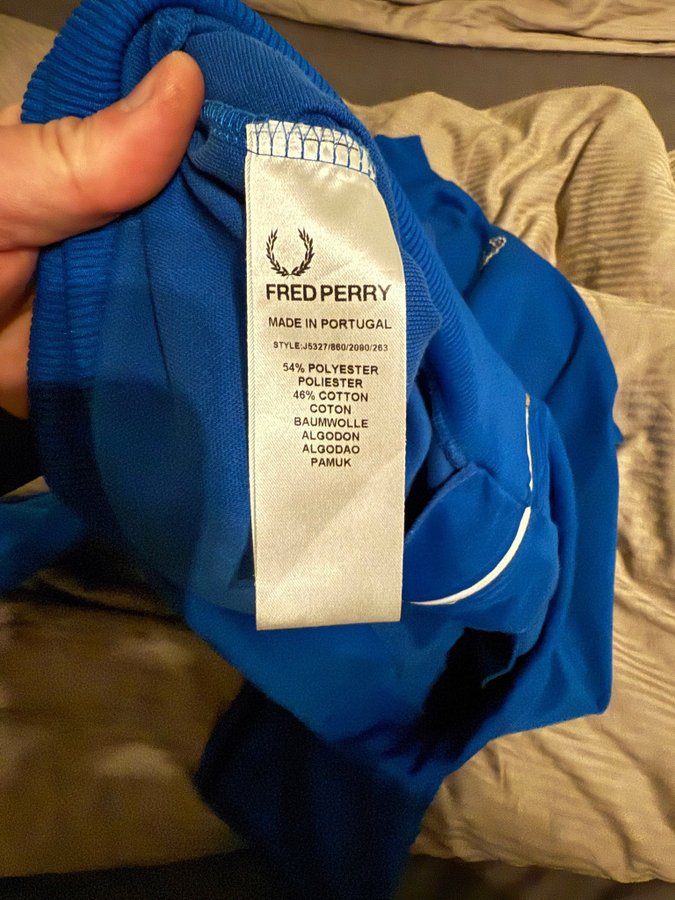 FRED PERRY
MADE IN PORTUGAL
STYLE:J5327/860/2090/263
54% POLYESTER
POLIESTER
46% COTTON
COTON
BAUMWOLLE
ALGODON
ALGODAO
PAMUK